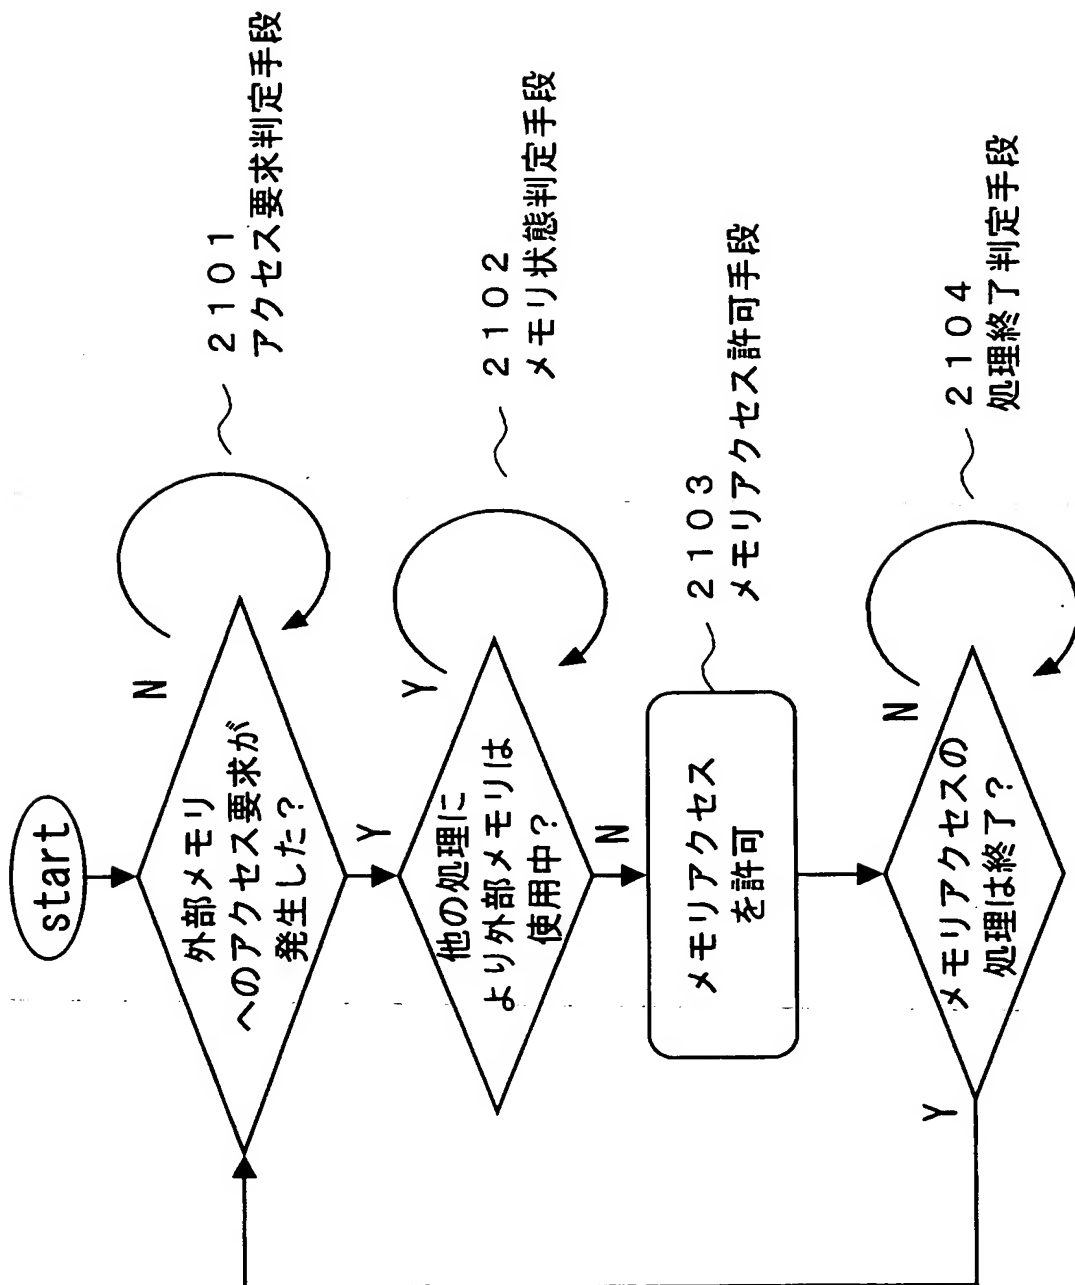 start
外部メモリ
へのアクセス要求が
発生した?
N
Y
2101
アクセス要求判定手段
他の処理に
より外部メモリは
使用中?
Y
N
2102
メモリ状態判定手段
メモリアクセス
を許可
2103
メモリアクセス許可手段
メモリアクセスの
処理は終了?
N
Y
2104
処理終了判定手段